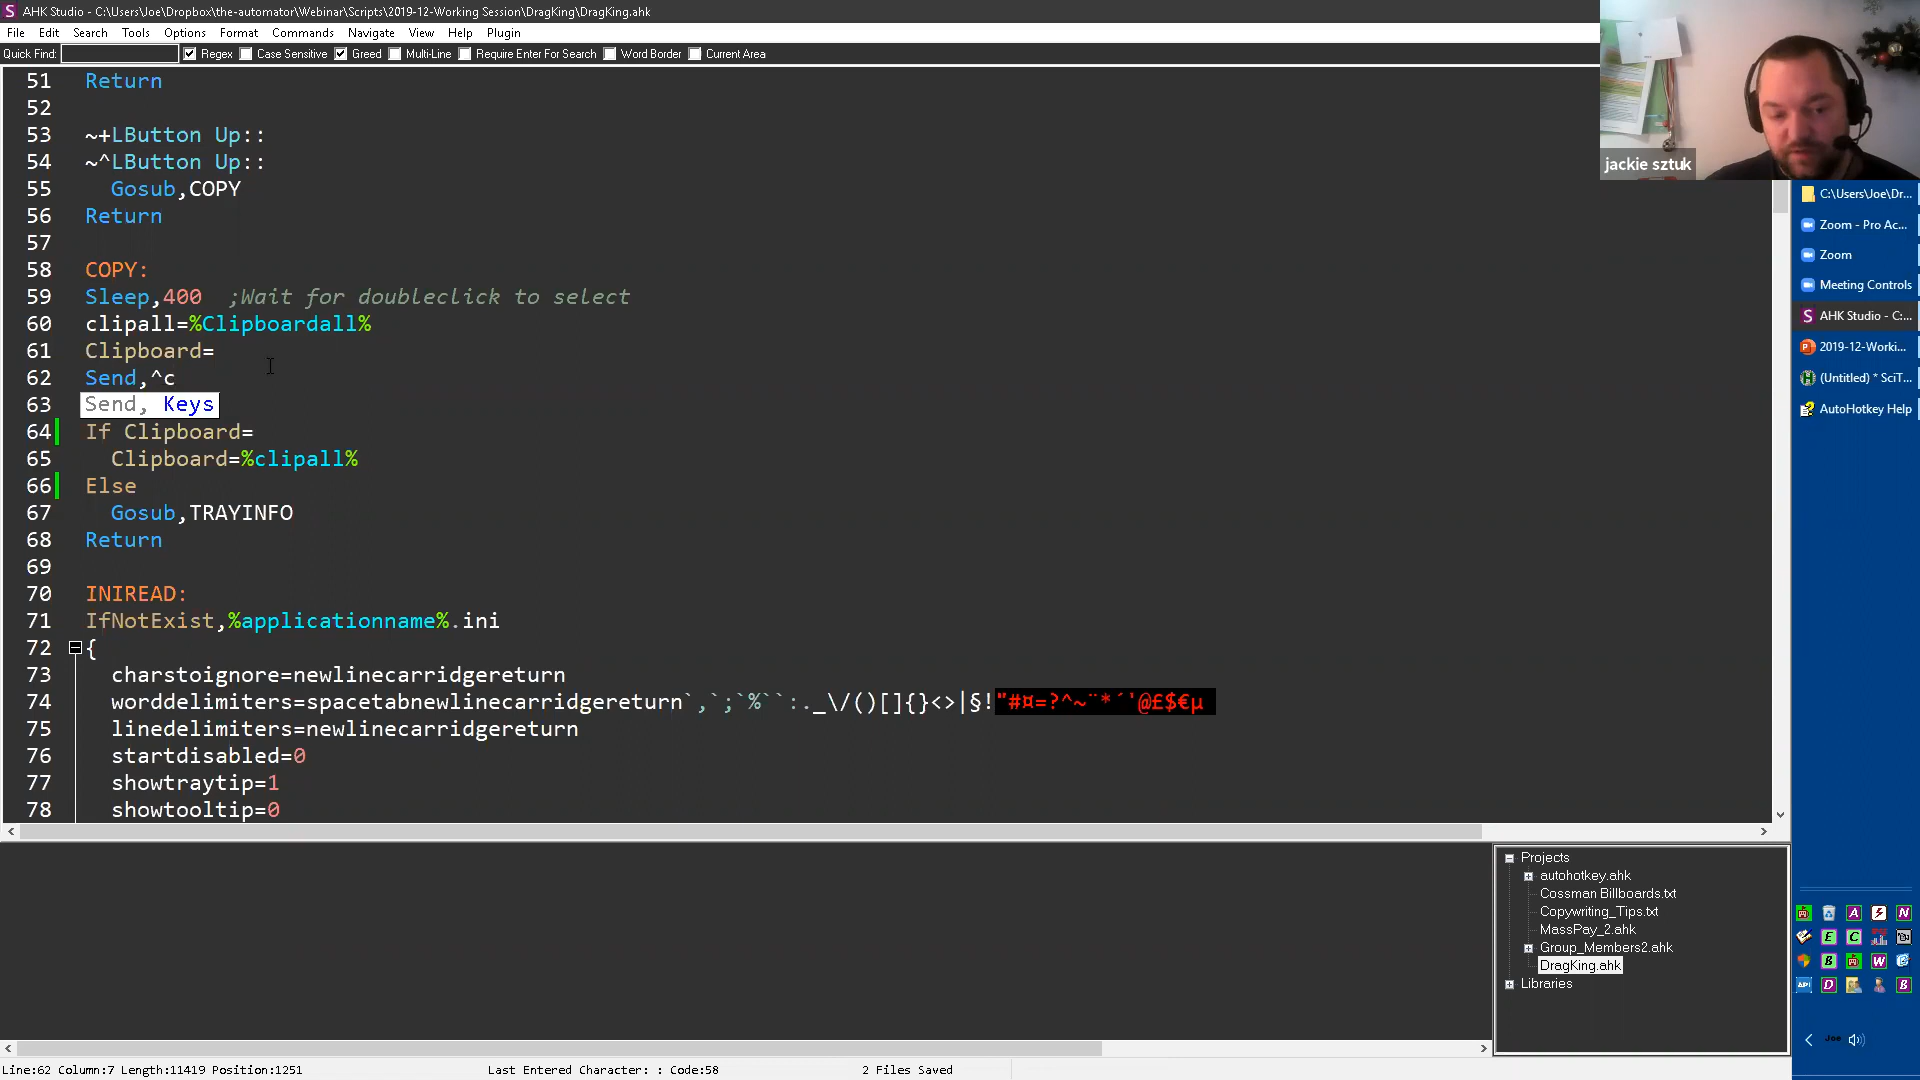 AHK Studio - C:\Users\Joe\Dropbox\the-automator\Webinar\Scripts\2019-12-Working Session\DragKing\DragKing.ahk
File Edit Search Tools Options Format Commands Navigate View Help Plugin
Quick Find: Regex Case Sensitive Greed Multi-Line Require Enter For Search Word Border Current Area
51 Return
52
53 ~+LButton Up::
54 ~^LButton Up::
55 Gosub,COPY
56 Return
57
58 COPY:
59 Sleep,400 ;Wait for doubleclick to select
60 clipall=%Clipboardall%
61 Clipboard=
62 Send,^c
63 Send, Keys
64 If Clipboard=
65 Clipboard=%clipall%
66 Else
67 Gosub,TRAYINFO
68 Return
69
70 INIREAD:
71 IfNotExist,%applicationname%.ini
72 {
73 charstoignore=newlinecarridgereturn
74 worddelimiters=spacetabnewlinecarridgereturn`,`;`%``:._\/()[]{}<>|§!"#¤=?^~¨*´'@£$€µ
75 linedelimiters=newlinecarridgereturn
76 startdisabled=0
77 showtraytip=1
78 showtooltip=0
jackie sztuk
C:\Users\Joe\Dr...
Zoom - Pro Ac...
Zoom
Meeting Controls
AHK Studio - C:...
2019-12-Worki...
(Untitled) * SciT...
AutoHotkey Help
Projects
autohotkey.ahk
Cossman Billboards.txt
Copywriting_Tips.txt
MassPay_2.ahk
Group_Members2.ahk
DragKing.ahk
Libraries
A N
E C
B W
API D B
Joe
Line:62 Column:7 Length:11419 Position:1251 Last Entered Character: : Code:58 2 Files Saved